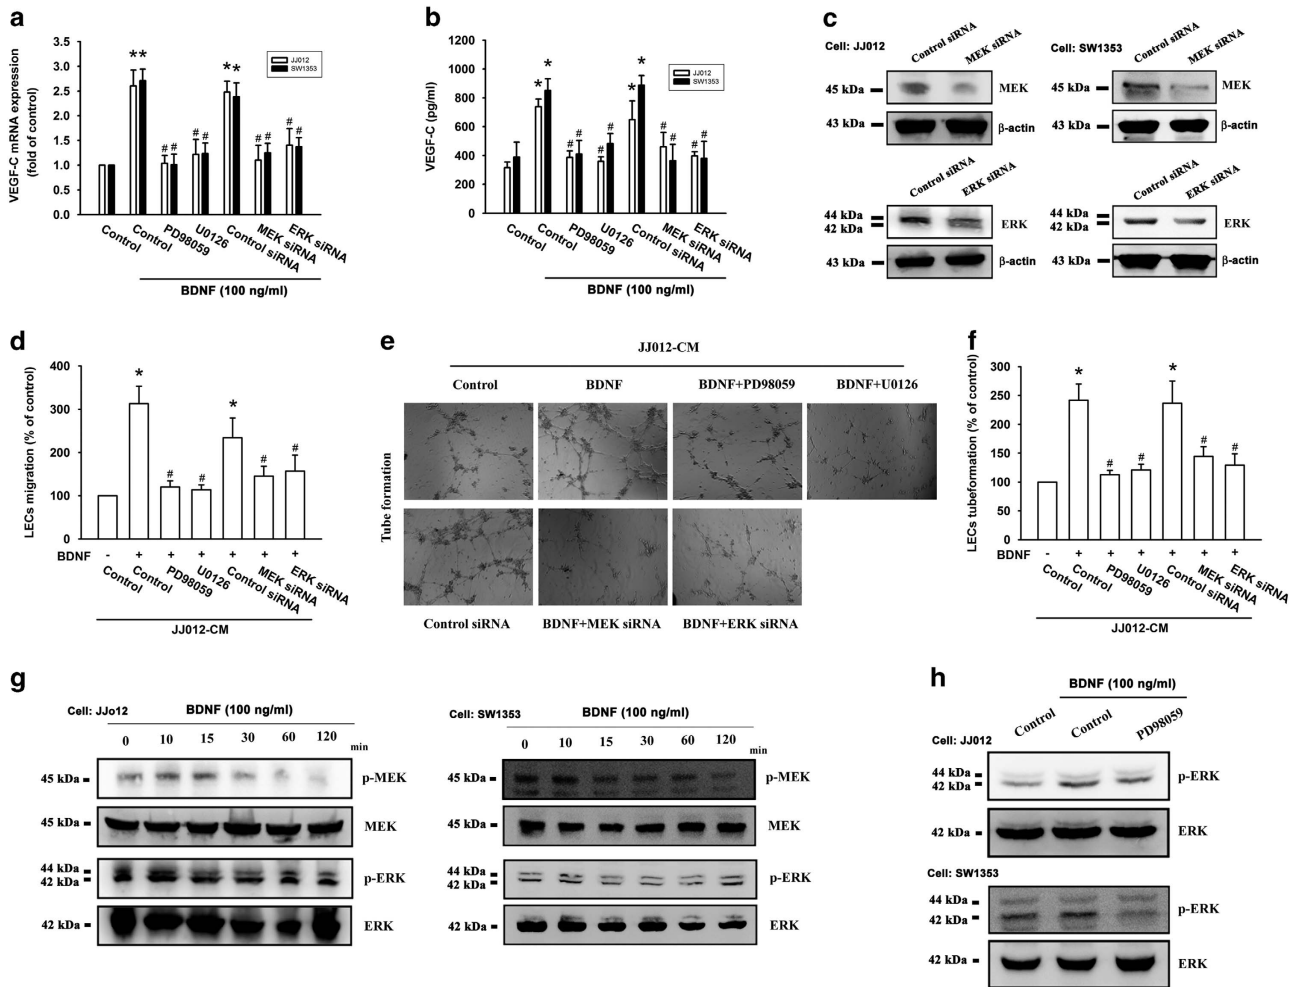 a
VEGF-C mRNA expression
(fold of control)
3.5
3.0
2.5
2.0
1.5
1.0
0.5
0.0
JJ012
SW1353
**
# #
# #
* *
# #
# #
Control
Control
PD98059
U0126
Control siRNA
MEK siRNA
ERK siRNA
BDNF (100 ng/ml)
b
VEGF-C (pg/ml)
1200
1000
800
600
400
200
0
JJ012
SW1353
* *
# #
# #
* *
# #
# #
Control
Control
PD98059
U0126
Control siRNA
MEK siRNA
ERK siRNA
BDNF (100 ng/ml)
c
Cell: JJ012
Control siRNA
MEK siRNA
45 kDa
MEK
43 kDa
β-actin
Control siRNA
ERK siRNA
44 kDa
42 kDa
ERK
43 kDa
β-actin
Cell: SW1353
Control siRNA
MEK siRNA
45 kDa
MEK
43 kDa
β-actin
Control siRNA
ERK siRNA
44 kDa
42 kDa
ERK
43 kDa
β-actin
d
LECs migration (% of control)
400
300
200
100
0
*
#
#
*
#
#
BDNF - + + + + + +
Control
Control
PD98059
U0126
Control siRNA
MEK siRNA
ERK siRNA
JJ012-CM
e
JJ012-CM
Control BDNF BDNF+PD98059 BDNF+U0126
Tube formation
Control siRNA BDNF+MEK siRNA BDNF+ERK siRNA
f
LECs tubeformation (% of control)
300
250
200
150
100
50
0
*
#
#
*
#
#
BDNF - + + + + + +
Control
Control
PD98059
U0126
Control siRNA
MEK siRNA
ERK siRNA
JJ012-CM
g
Cell: JJo12
BDNF (100 ng/ml)
0 10 15 30 60 120 min
45 kDa
p-MEK
45 kDa
MEK
44 kDa
42 kDa
p-ERK
42 kDa
ERK
Cell: SW1353
BDNF (100 ng/ml)
0 10 15 30 60 120 min
45 kDa
p-MEK
45 kDa
MEK
44 kDa
42 kDa
p-ERK
42 kDa
ERK
h
BDNF (100 ng/ml)
Control
Control
PD98059
Cell: JJ012
44 kDa
42 kDa
p-ERK
42 kDa
ERK
Cell: SW1353
44 kDa
42 kDa
p-ERK
42 kDa
ERK